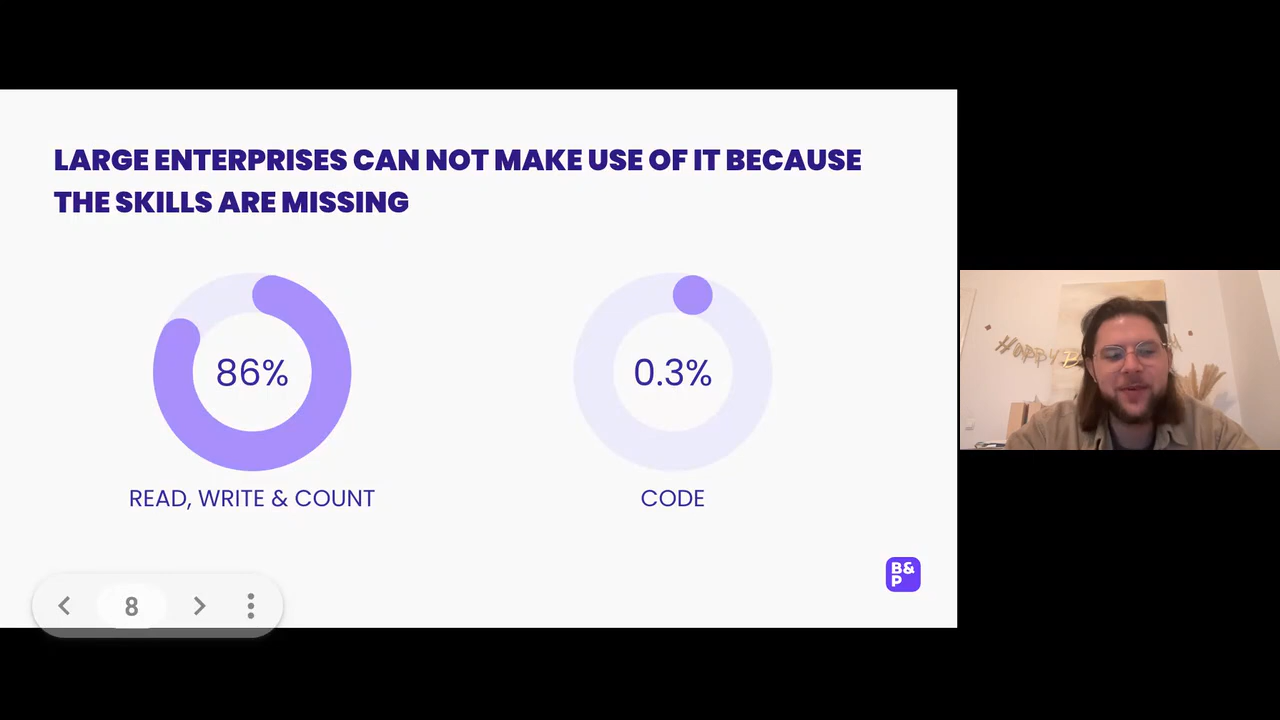 LARGE ENTERPRISES CAN NOT MAKE USE OF IT BECAUSE
THE SKILLS ARE MISSING
86%
0.3%
READ, WRITE & COUNT
CODE
B&
P
8
HAPPY